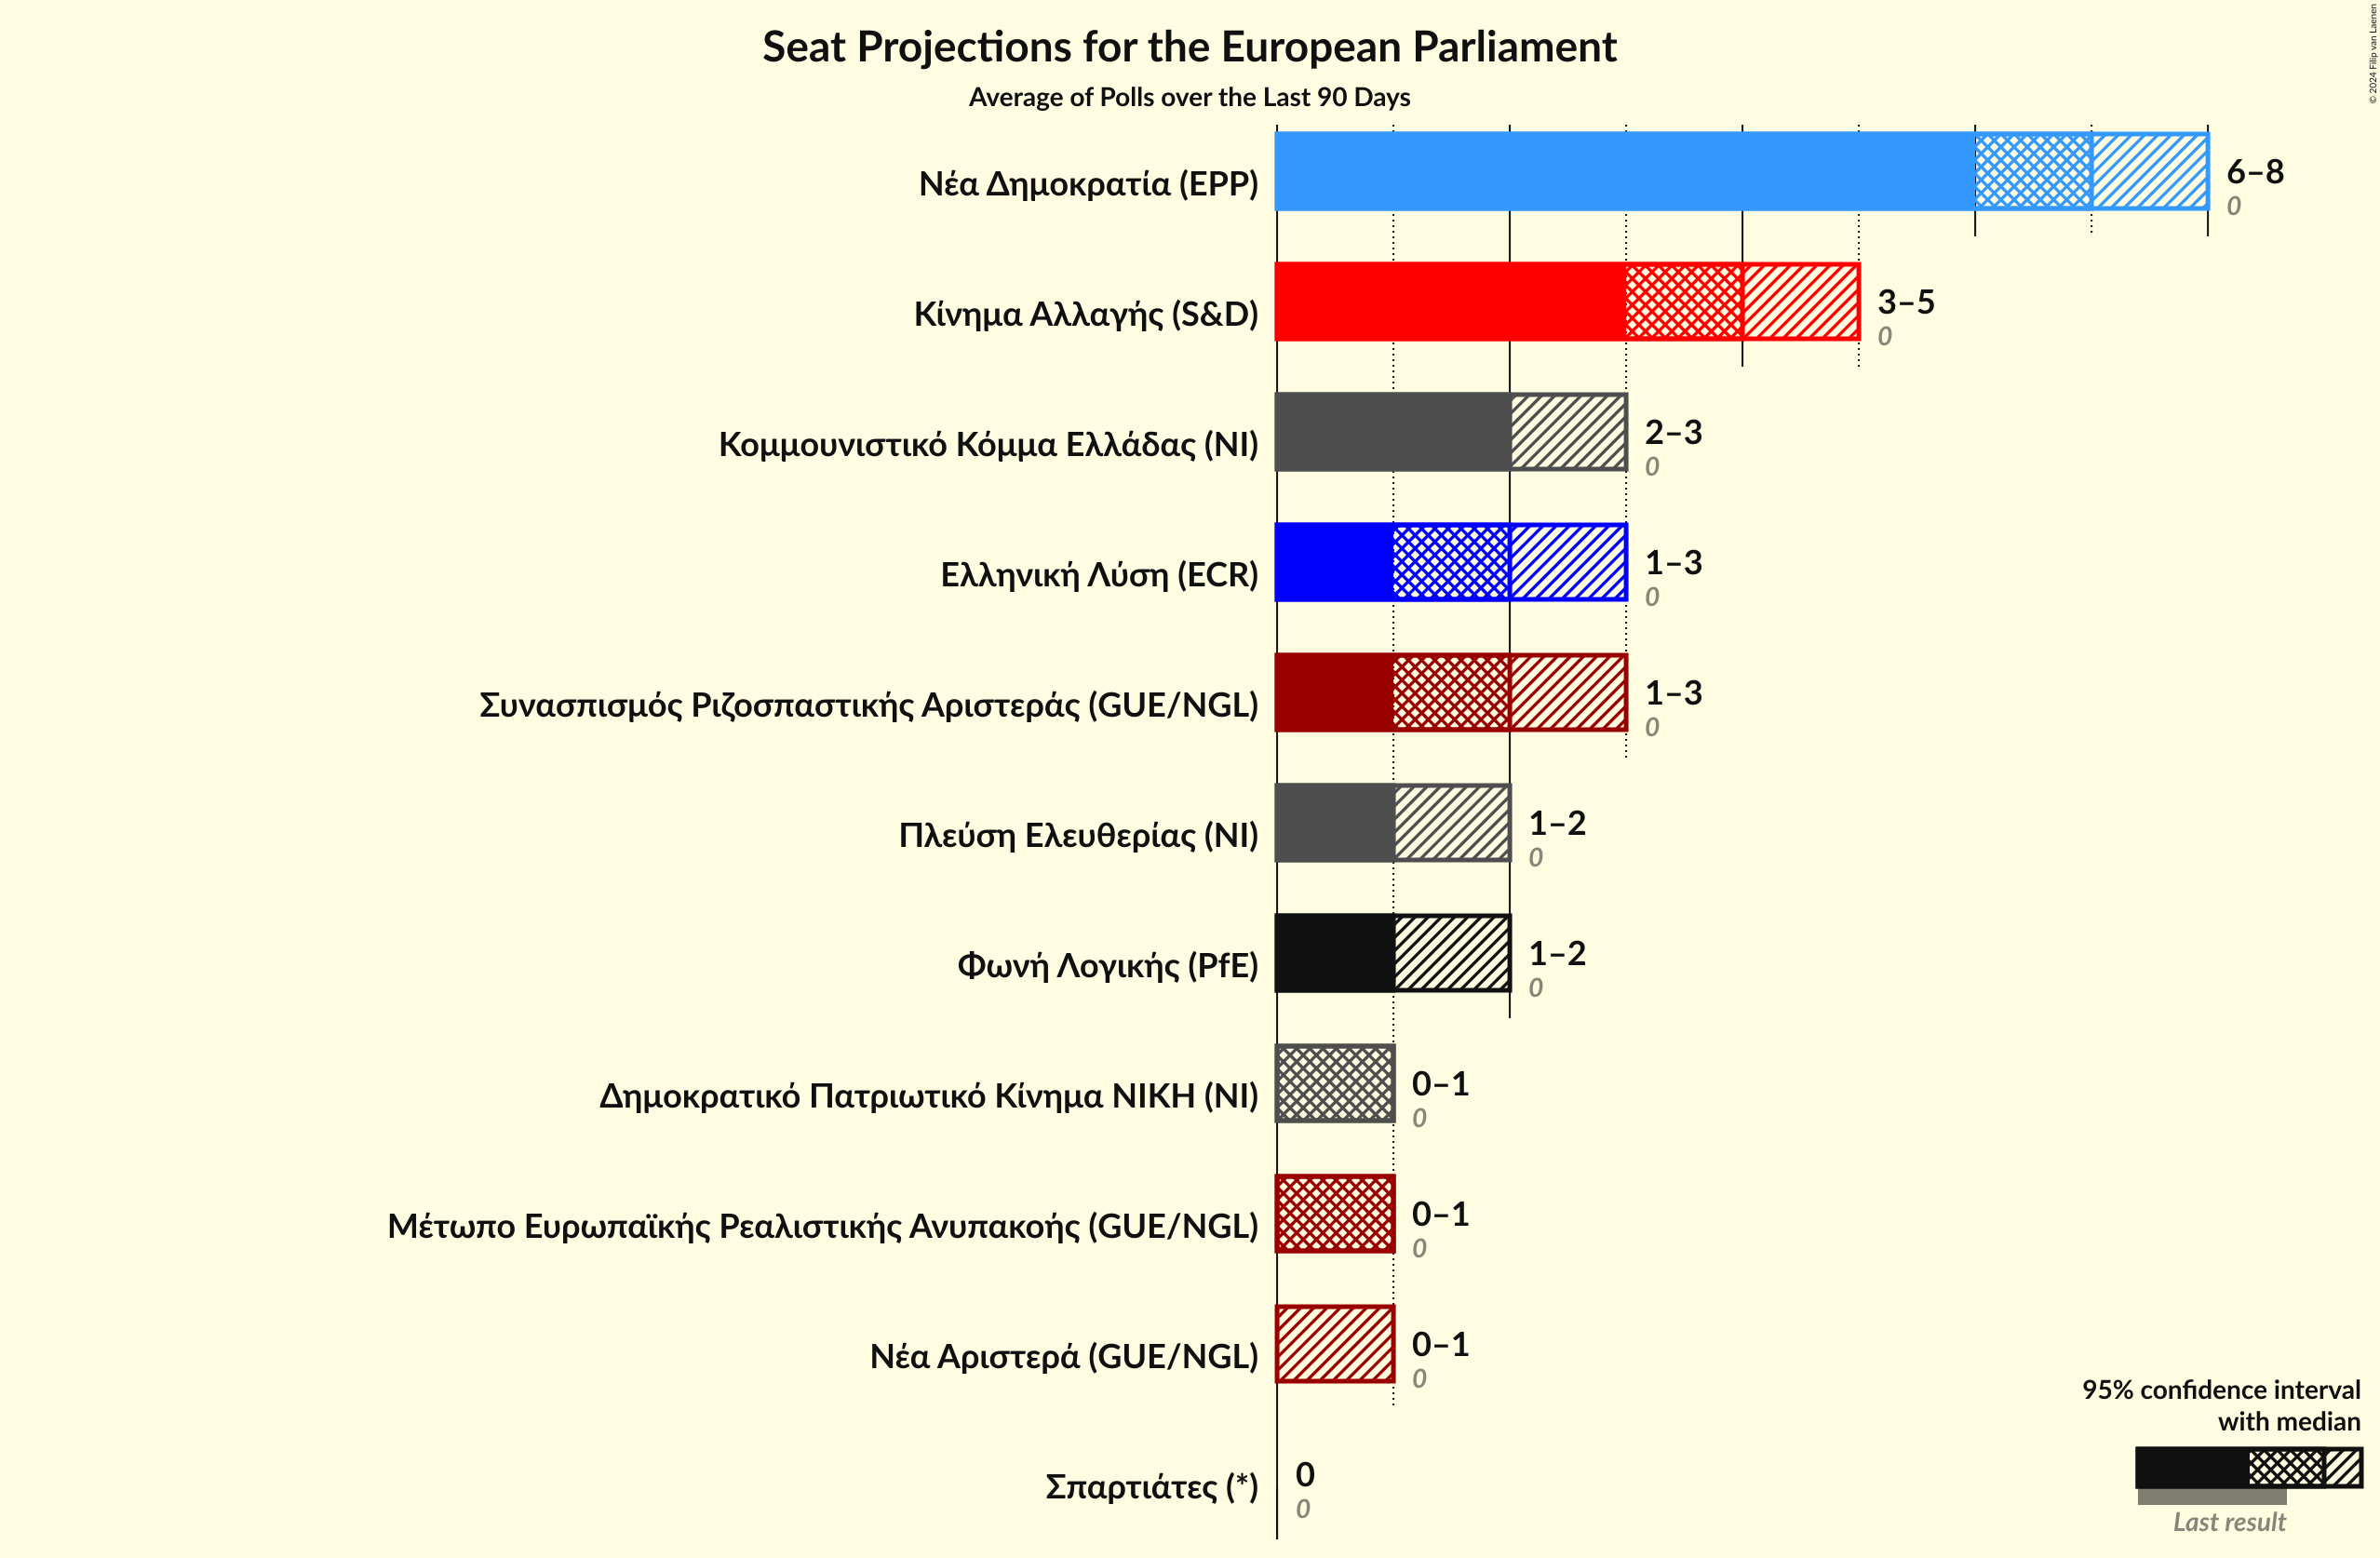 © 2024 Filip van Laenen
Seat Projections for the European Parliament
Average of Polls over the Last 90 Days
Νέα Δημοκρατία (EPP)
6–8
0
Κίνημα Αλλαγής (S&D)
3–5
0
Κομμουνιστικό Κόμμα Ελλάδας (NI)
2–3
0
Ελληνική Λύση (ECR)
1–3
0
Συνασπισμός Ριζοσπαστικής Αριστεράς (GUE/NGL)
1–3
0
Πλεύση Ελευθερίας (NI)
1–2
0
Φωνή Λογικής (PfE)
1–2
0
Δημοκρατικό Πατριωτικό Κίνημα ΝΙΚΗ (NI)
0–1
0
Μέτωπο Ευρωπαϊκής Ρεαλιστικής Ανυπακοής (GUE/NGL)
0–1
0
Νέα Αριστερά (GUE/NGL)
0–1
0
Σπαρτιάτες (*)
0
0
95% confidence interval
with median
Last result